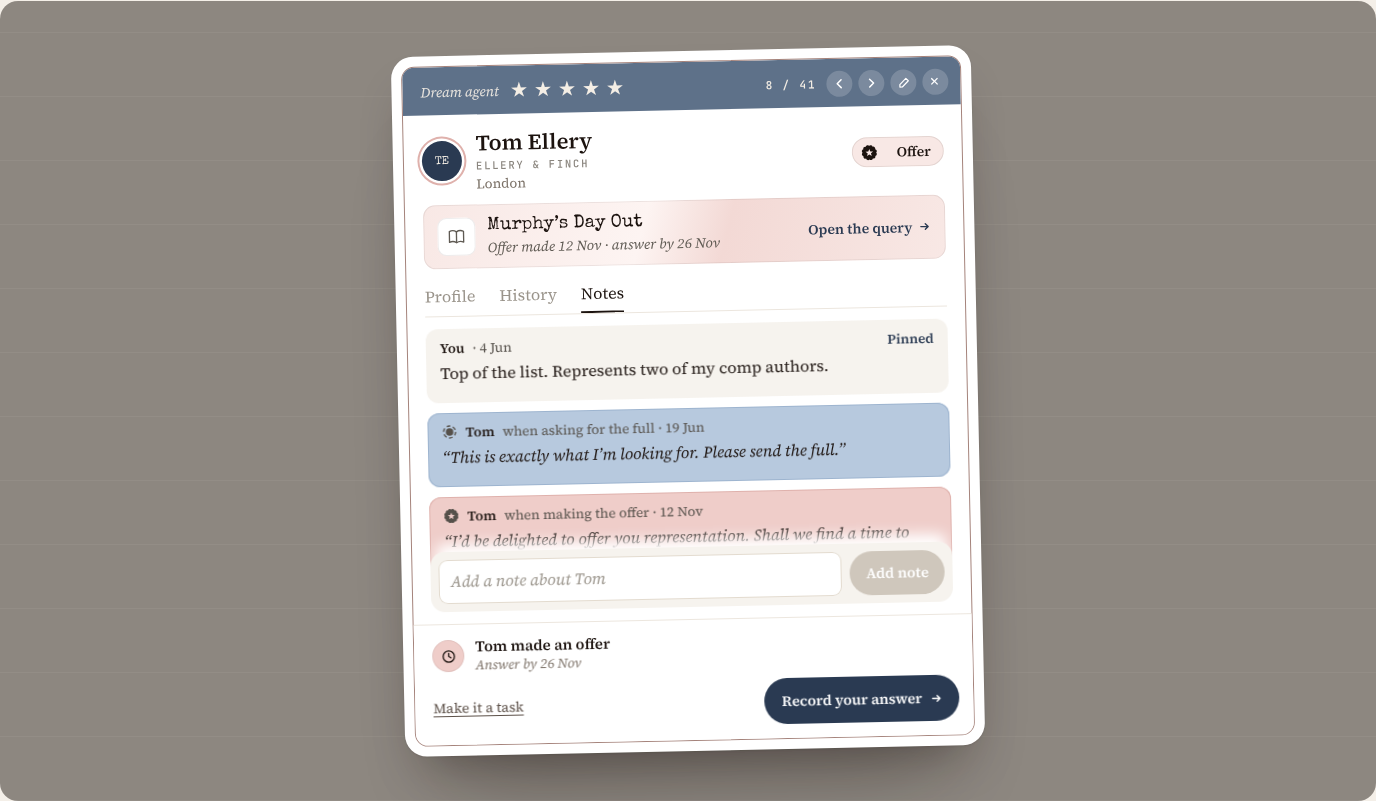 Dream agent ★ ★ ★ ★ ★
8 / 41
TE
Tom Ellery
ELLERY & FINCH
London
Offer
Murphy’s Day Out
Offer made 12 Nov · answer by 26 Nov
Open the query →
Profile History Notes
You · 4 Jun
Pinned
Top of the list. Represents two of my comp authors.
Tom when asking for the full · 19 Jun
“This is exactly what I’m looking for. Please send the full.”
Tom when making the offer · 12 Nov
“I’d be delighted to offer you representation. Shall we find a time to
Add a note about Tom
Add note
Tom made an offer
Answer by 26 Nov
Make it a task
Record your answer →